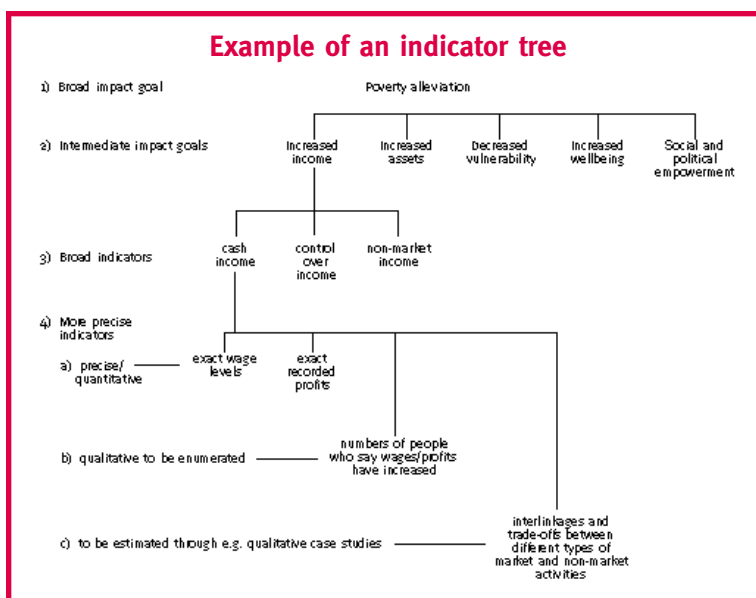 Example of an indicator tree
1) Broad impact goal
Poverty alleviation
2) Intermediate impact goals
Increased
income
Increased
assets
Decreased
vulnerability
Increased
wellbeing
Social and
political
empowerment
3) Broad indicators
cash
income
control
over
income
non-market
income
4) More precise
indicators
a) precise/
quantitative
exact wage
levels
exact
recorded
profits
b) qualitative to be enumerated
numbers of people
who say wages/profits
have increased
c) to be estimated through e.g. qualitative case studies
interlinkages and
trade-offs between
different types of
market and non-market
activities